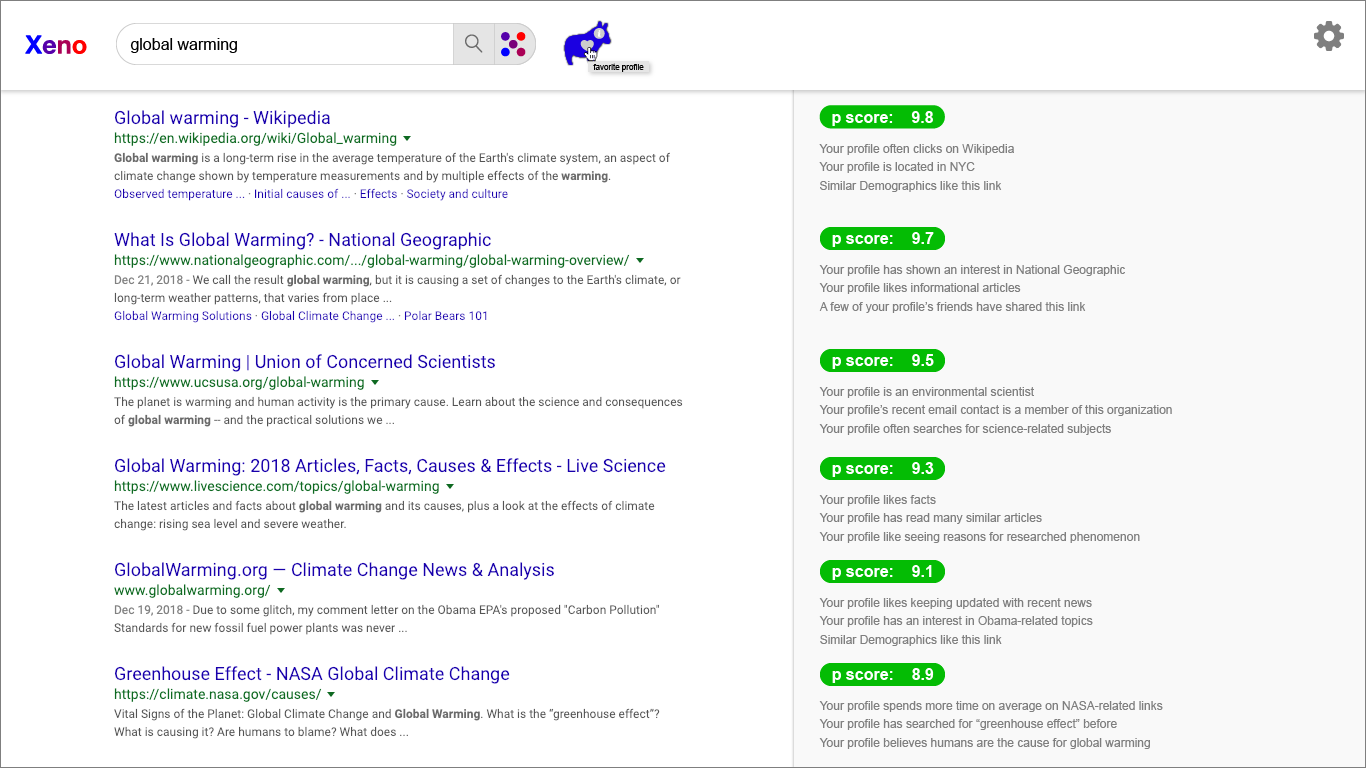 Xeno
global warming
i
favorite profile
Global warming - Wikipedia
https://en.wikipedia.org/wiki/Global_warming
Global warming is a long-term rise in the average temperature of the Earth's climate system, an aspect of
climate change shown by temperature measurements and by multiple effects of the warming.
Observed temperature ... · Initial causes of ... · Effects · Society and culture
p score: 9.8
Your profile often clicks on Wikipedia
Your profile is located in NYC
Similar Demographics like this link
What Is Global Warming? - National Geographic
https://www.nationalgeographic.com/.../global-warming/global-warming-overview/
Dec 21, 2018 - We call the result global warming, but it is causing a set of changes to the Earth's climate, or
long-term weather patterns, that varies from place ...
Global Warming Solutions · Global Climate Change ... · Polar Bears 101
p score: 9.7
Your profile has shown an interest in National Geographic
Your profile likes informational articles
A few of your profile’s friends have shared this link
Global Warming | Union of Concerned Scientists
https://www.ucsusa.org/global-warming
The planet is warming and human activity is the primary cause. Learn about the science and consequences
of global warming -- and the practical solutions we ...
p score: 9.5
Your profile is an environmental scientist
Your profile’s recent email contact is a member of this organization
Your profile often searches for science-related subjects
Global Warming: 2018 Articles, Facts, Causes & Effects - Live Science
https://www.livescience.com/topics/global-warming
The latest articles and facts about global warming and its causes, plus a look at the effects of climate
change: rising sea level and severe weather.
p score: 9.3
Your profile likes facts
Your profile has read many similar articles
Your profile like seeing reasons for researched phenomenon
GlobalWarming.org — Climate Change News & Analysis
www.globalwarming.org/
Dec 19, 2018 - Due to some glitch, my comment letter on the Obama EPA's proposed "Carbon Pollution"
Standards for new fossil fuel power plants was never ...
p score: 9.1
Your profile likes keeping updated with recent news
Your profile has an interest in Obama-related topics
Similar Demographics like this link
Greenhouse Effect - NASA Global Climate Change
https://climate.nasa.gov/causes/
Vital Signs of the Planet: Global Climate Change and Global Warming. What is the “greenhouse effect”?
What is causing it? Are humans to blame? What does ...
p score: 8.9
Your profile spends more time on average on NASA-related links
Your profile has searched for “greenhouse effect” before
Your profile believes humans are the cause for global warming